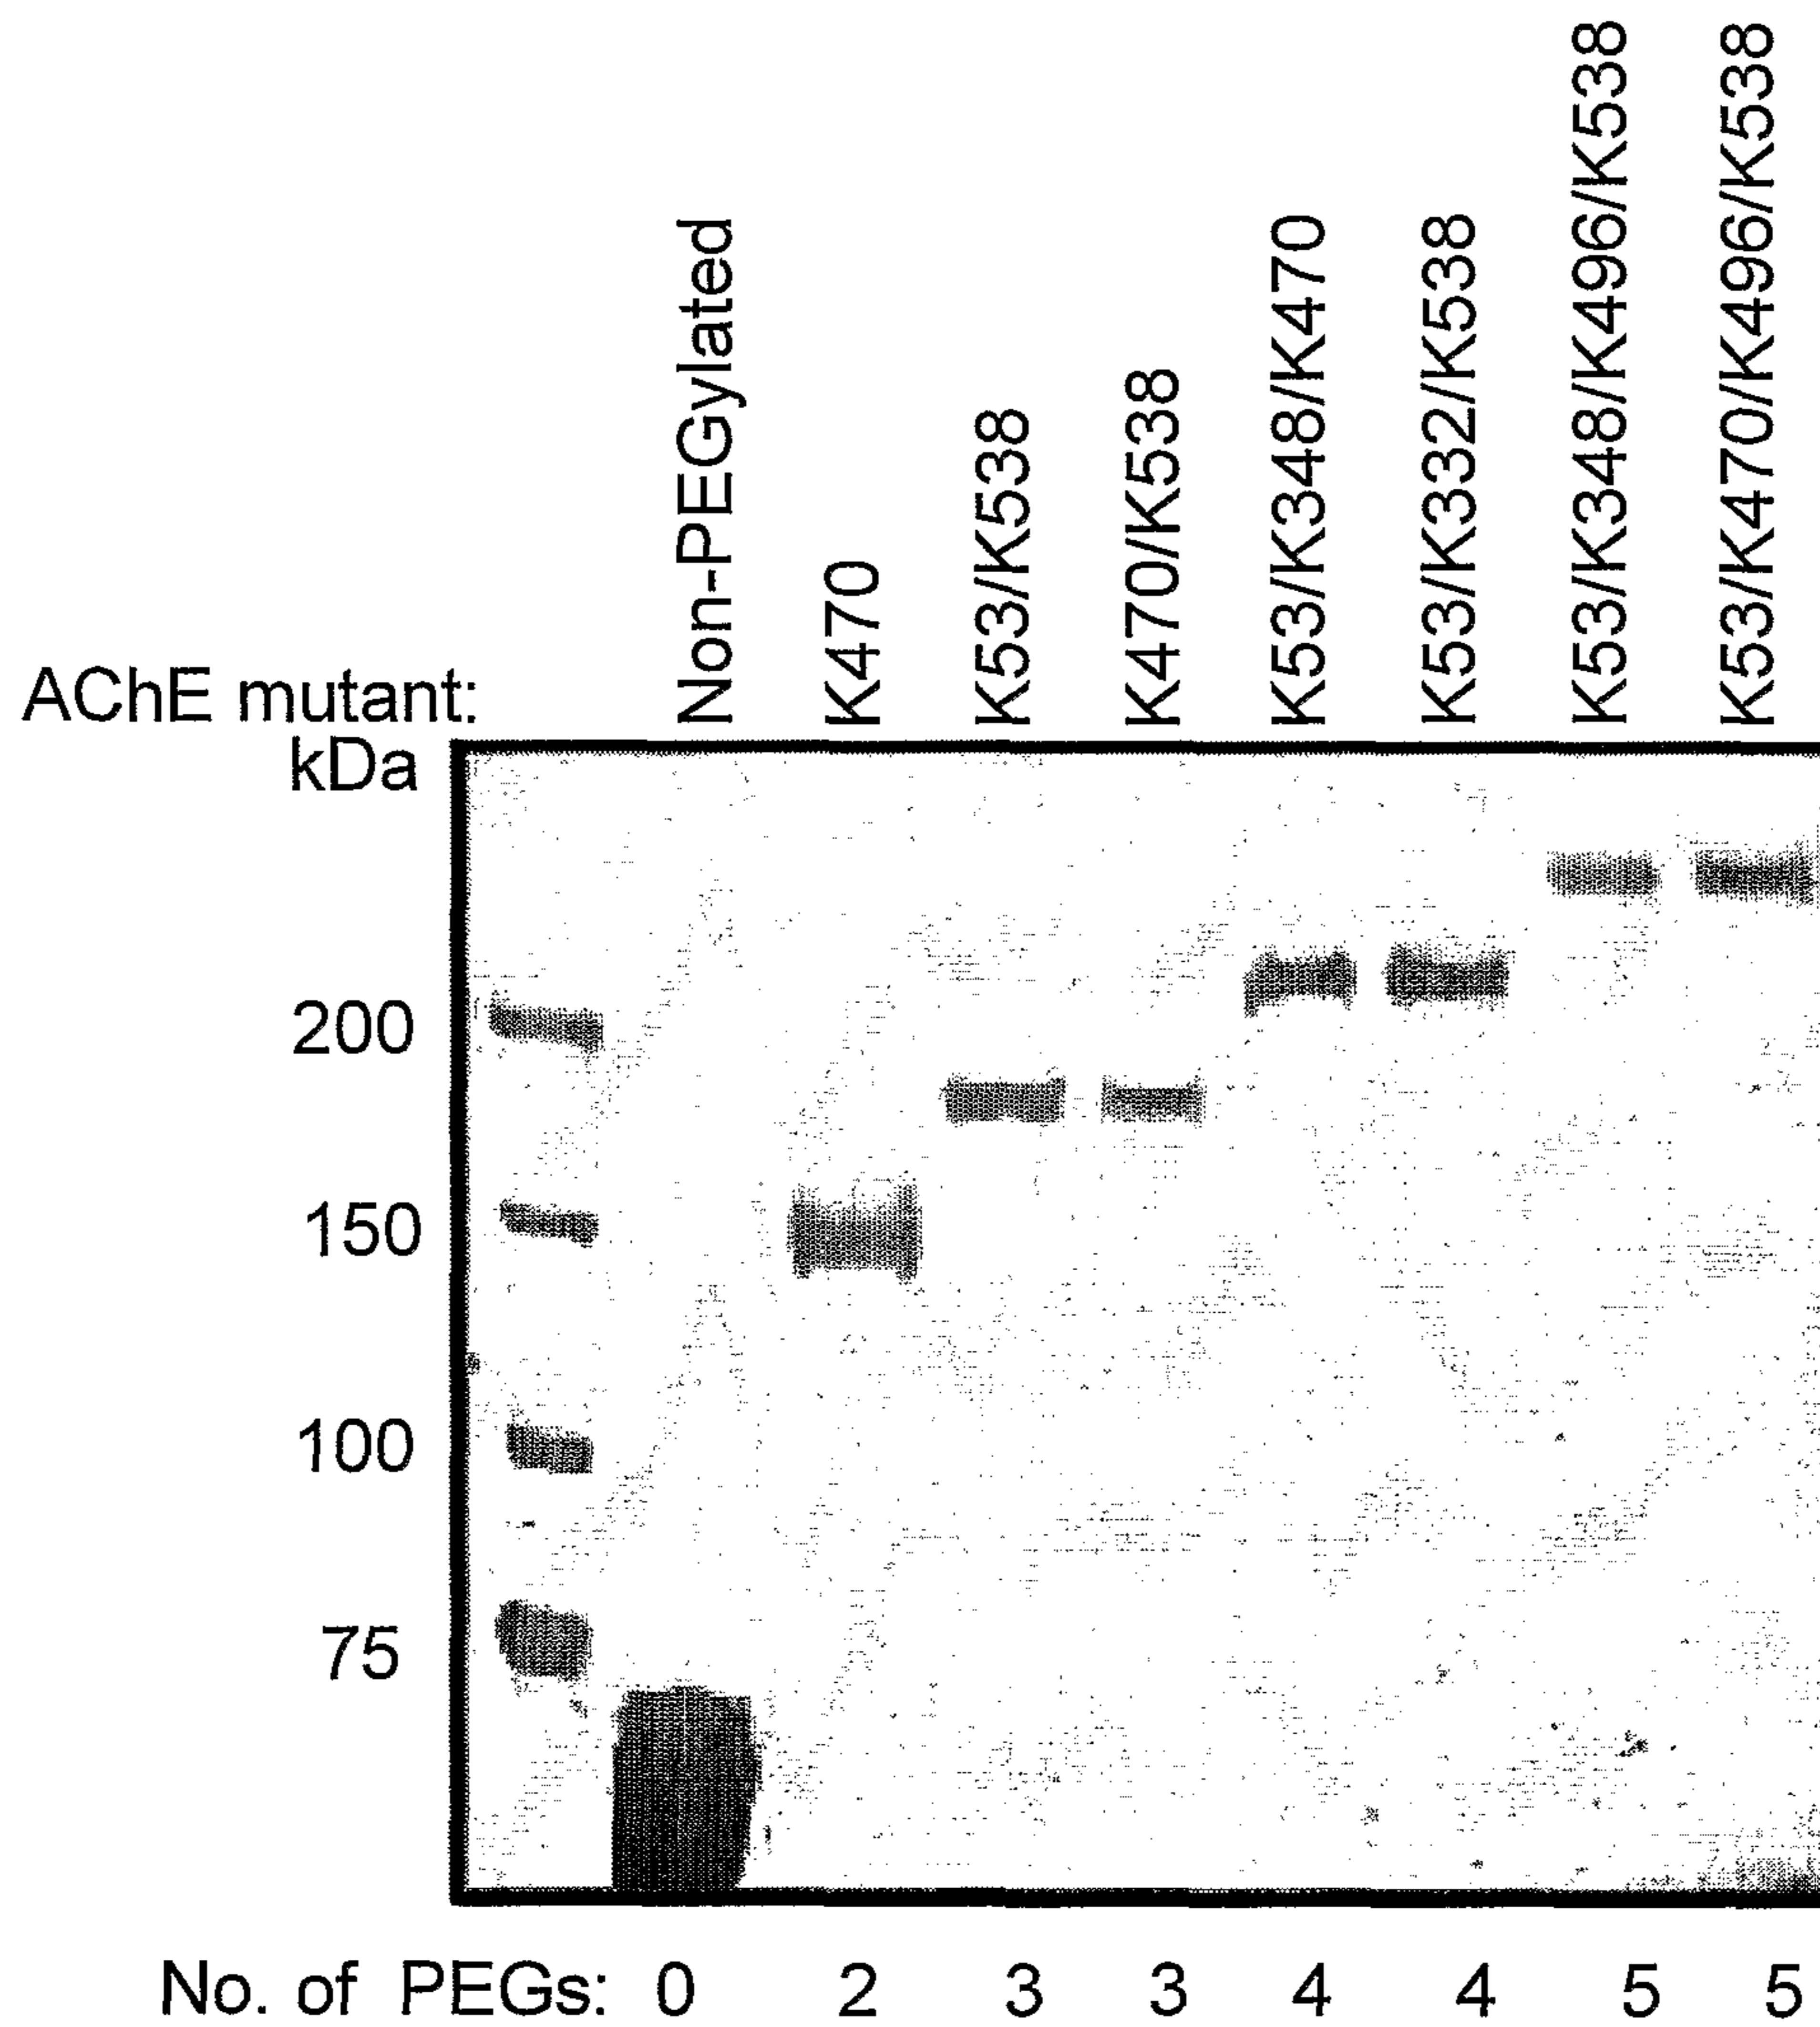 Non-PEGylated
K470
K53/K538
K470/K538
K53/K348/K470
K53/K332/K538
K53/K348/K496/K538
K53/K470/K496/K538
AChE mutant:
kDa
200
150
100
75
No. of PEGs: 0 2 3 3 4 4 5 5